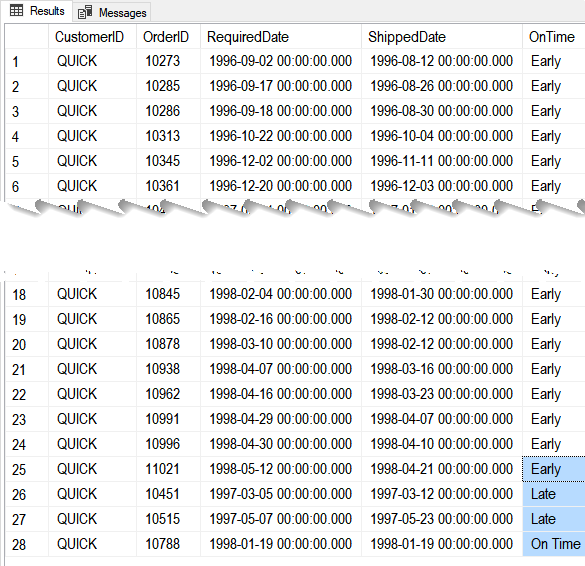 Results Messages
CustomerID OrderID RequiredDate ShippedDate OnTime
1 QUICK 10273 1996-09-02 00:00:00.000 1996-08-12 00:00:00.000 Early
2 QUICK 10285 1996-09-17 00:00:00.000 1996-08-26 00:00:00.000 Early
3 QUICK 10286 1996-09-18 00:00:00.000 1996-08-30 00:00:00.000 Early
4 QUICK 10313 1996-10-22 00:00:00.000 1996-10-04 00:00:00.000 Early
5 QUICK 10345 1996-12-02 00:00:00.000 1996-11-11 00:00:00.000 Early
6 QUICK 10361 1996-12-20 00:00:00.000 1996-12-03 00:00:00.000 Early
18 QUICK 10845 1998-02-04 00:00:00.000 1998-01-30 00:00:00.000 Early
19 QUICK 10865 1998-02-16 00:00:00.000 1998-02-12 00:00:00.000 Early
20 QUICK 10878 1998-03-10 00:00:00.000 1998-02-12 00:00:00.000 Early
21 QUICK 10938 1998-04-07 00:00:00.000 1998-03-16 00:00:00.000 Early
22 QUICK 10962 1998-04-16 00:00:00.000 1998-03-23 00:00:00.000 Early
23 QUICK 10991 1998-04-29 00:00:00.000 1998-04-07 00:00:00.000 Early
24 QUICK 10996 1998-04-30 00:00:00.000 1998-04-10 00:00:00.000 Early
25 QUICK 11021 1998-05-12 00:00:00.000 1998-04-21 00:00:00.000 Early
26 QUICK 10451 1997-03-05 00:00:00.000 1997-03-12 00:00:00.000 Late
27 QUICK 10515 1997-05-07 00:00:00.000 1997-05-23 00:00:00.000 Late
28 QUICK 10788 1998-01-19 00:00:00.000 1998-01-19 00:00:00.000 On Time